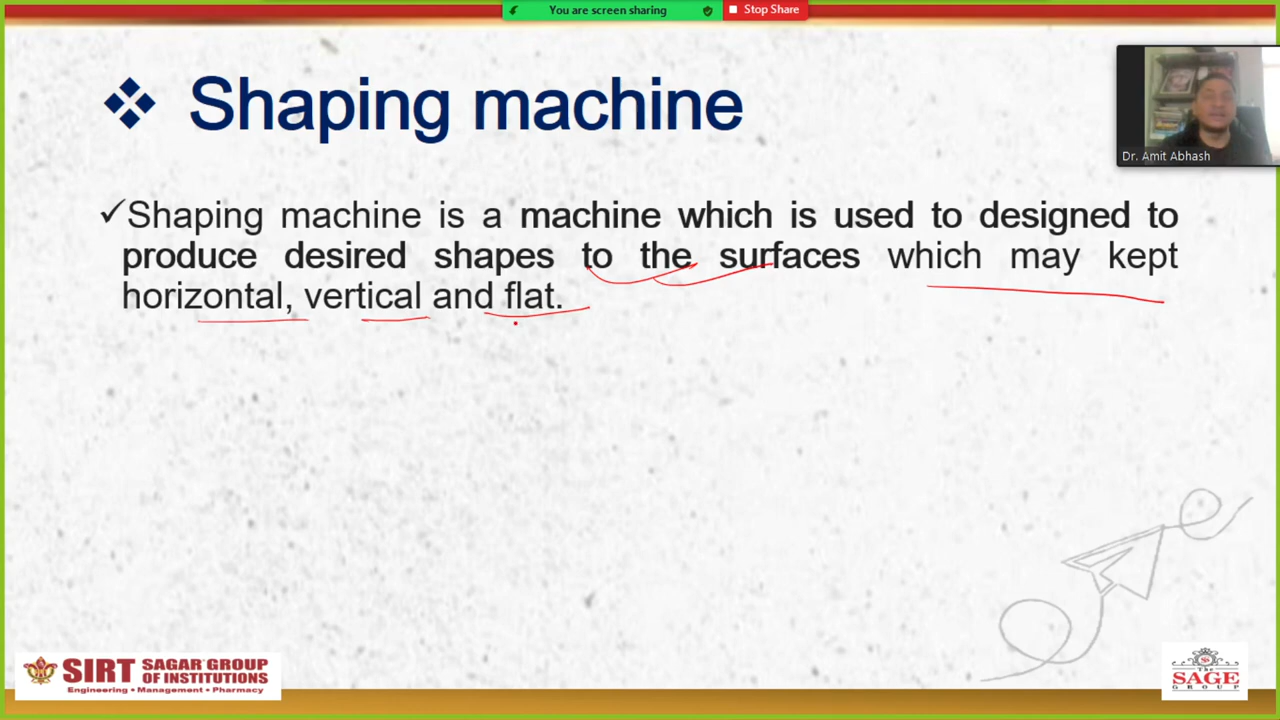 You are screen sharing
Stop Share
Shaping machine
Dr. Amit Abhash
✓Shaping machine is a machine which is used to designed to
produce desired shapes to the surfaces which may kept
horizontal, vertical and flat.
SIRT SAGAR GROUP
OF INSTITUTIONS
Engineering • Management • Pharmacy
The
SAGE
GROUP